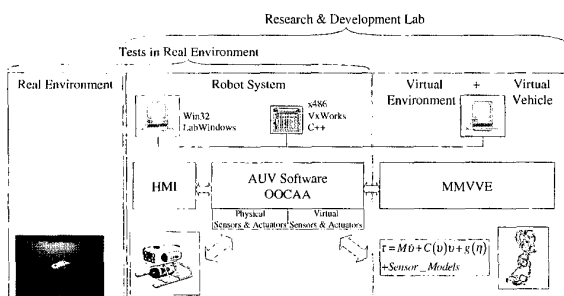 Research & Development Lab
Tests in Real Environment
Real Environment
Robot System
Virtual + Virtual
Environment Vehicle
Win32
LabWindows
x486
VxWorks
C++
HMI
AUV Software
OOCAA
MMVVE
Physical
Sensors & Actuators
Virtual
Sensors & Actuators
τ = Mυ̇ + C(υ)υ + g(η)
+Sensor_Models